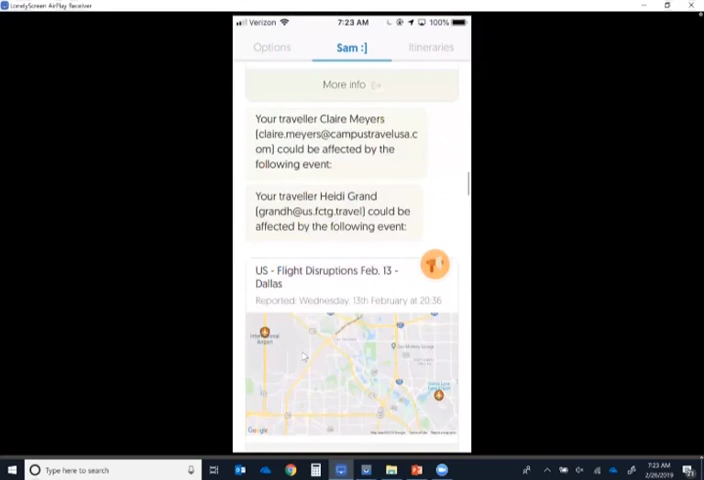 LonelyScreen AirPlay Receiver
Verizon 7:23 AM 100%
Options Sam :] Itineraries
More info
Your traveller Claire Meyers
(claire.meyers@campustravelusa.c
om) could be affected by the
following event:
Your traveller Heidi Grand
(grandh@us.fctg.travel) could be
affected by the following event:
US - Flight Disruptions Feb. 13 -
Dallas
Reported: Wednesday, 13th February at 20:36
International
Airport
Google
Type here to search
7:23 AM
2/26/2019